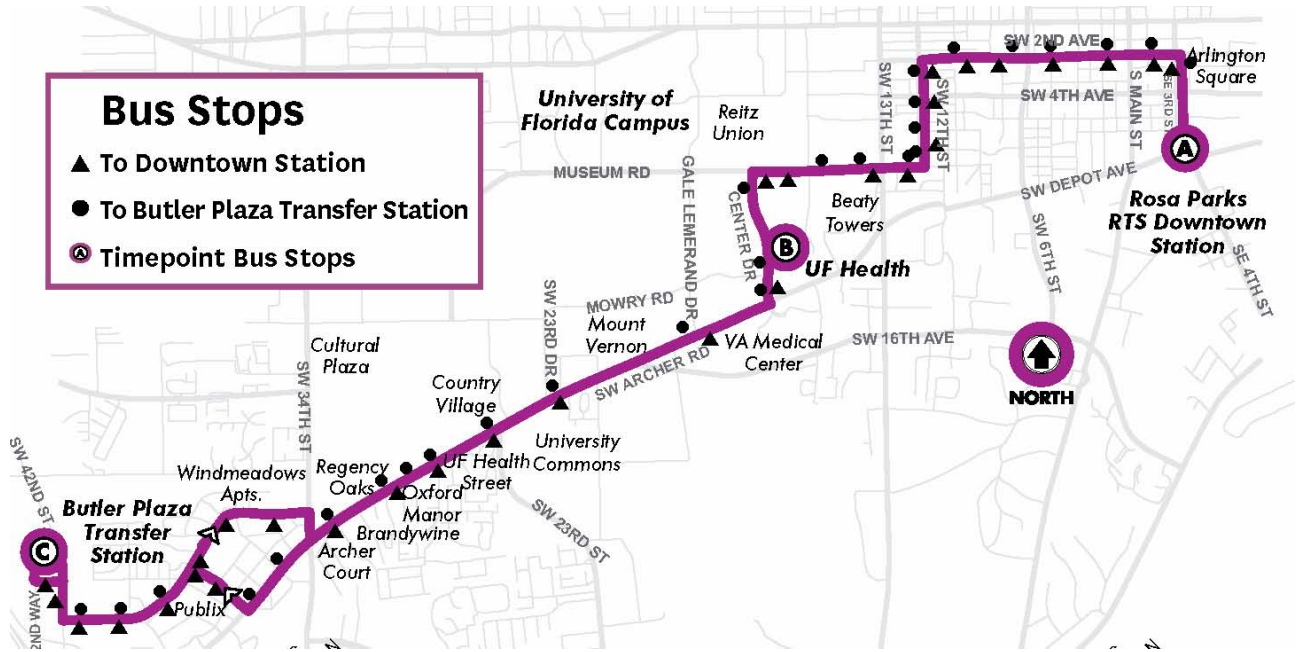 Bus Stops
To Downtown Station
To Butler Plaza Transfer Station
A Timepoint Bus Stops
University of
Florida Campus
Reitz
Union
SW 2ND AVE
Arlington
Square
SW 4TH AVE
SW 13TH ST
SW 12TH ST
S MAIN ST
SE 3RD S
A
MUSEUM RD
GALE LEMERAND DR
CENTER DR
Beaty
Towers
SW DEPOT AVE
Rosa Parks
RTS Downtown
Station
B
UF Health
SW 6TH ST
SE 4TH ST
SW 23RD DR
MOWRY RD
Mount
Vernon
VA Medical
Center
SW 16TH AVE
SW ARCHER RD
NORTH
Cultural
Plaza
SW 34TH ST
Country
Village
University
Commons
UF Health
Street
SW 23RD ST
Regency
Oaks
Oxford
Manor
Brandywine
Windmeadows
Apts.
Archer
Court
SW 42ND ST
Butler Plaza
Transfer
Station
C
Publix
2ND WAY